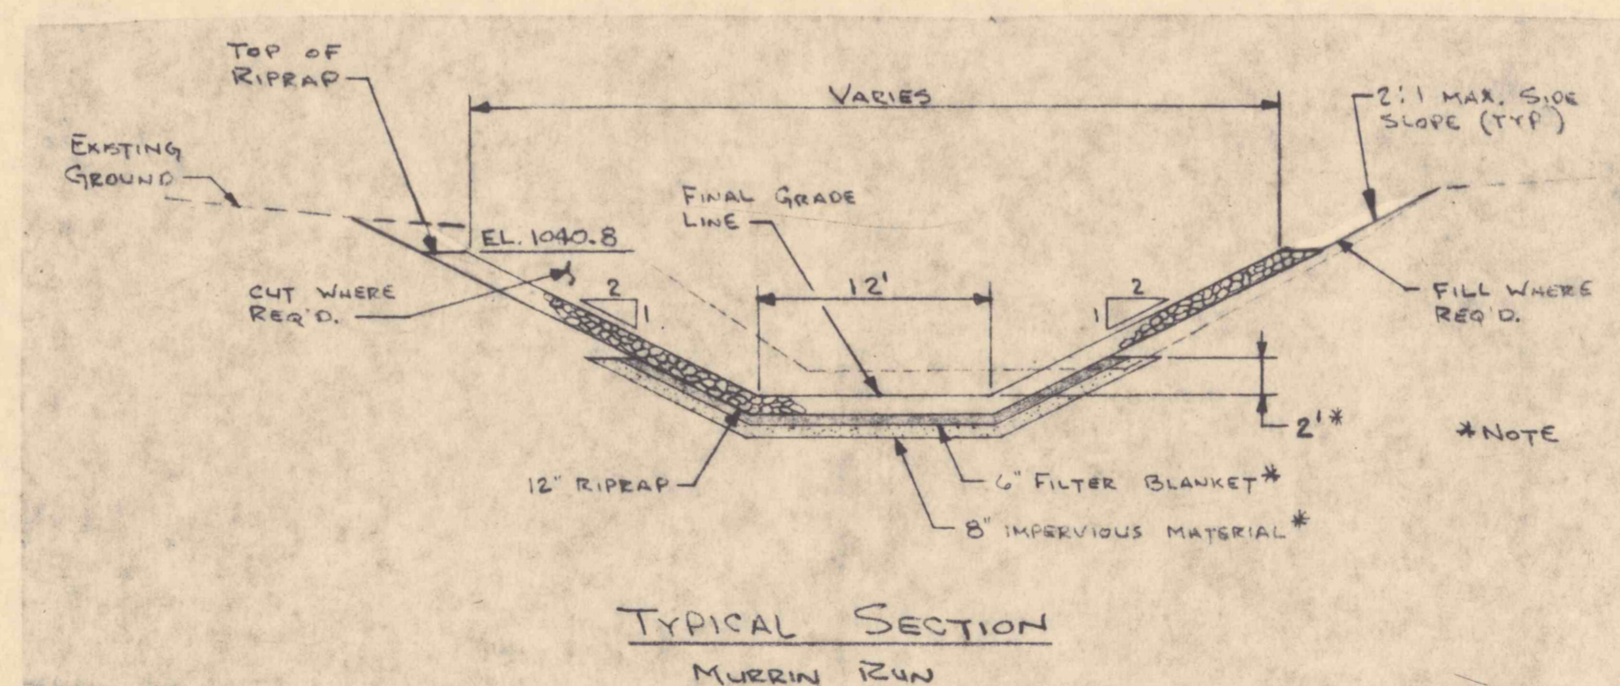 TOP OF
RIPRAP
VARIES
2:1 MAX. SIDE
SLOPE (TYP)
EXISTING
GROUND
FINAL GRADE
LINE
EL. 1040.8
CUT WHERE
REQ'D.
2
1
12'
2
1
FILL WHERE
REQ'D.
2'*
*NOTE
12" RIPRAP
6" FILTER BLANKET*
8" IMPERVIOUS MATERIAL*
TYPICAL SECTION
MURRIN RUN